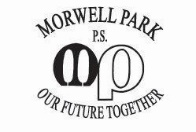 MORWELL PARK
P.S.
mp
OUR FUTURE TOGETHER